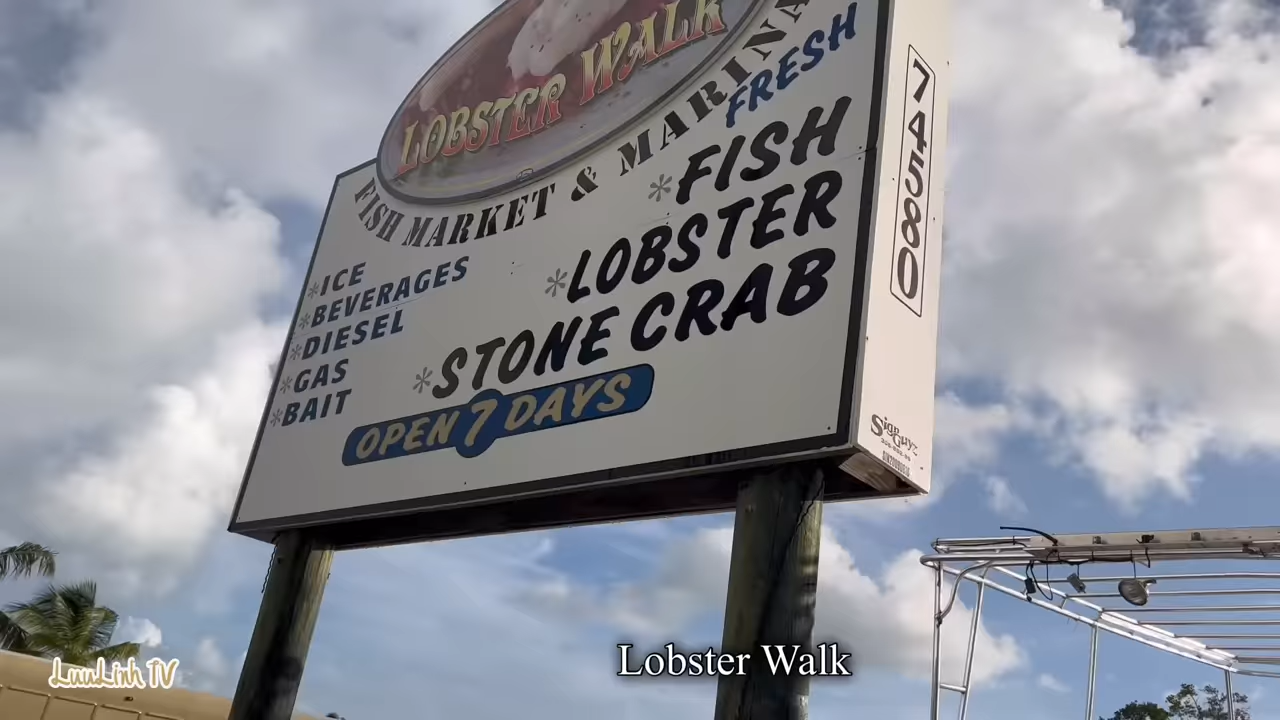 LOBSTER WALK
FISH MARKET & MARINA
FRESH
*FISH
*LOBSTER
*STONE CRAB
*ICE
*BEVERAGES
*DIESEL
*GAS
*BAIT
OPEN 7 DAYS
74580
Sign Guyz
LuuLinh TV
Lobster Walk